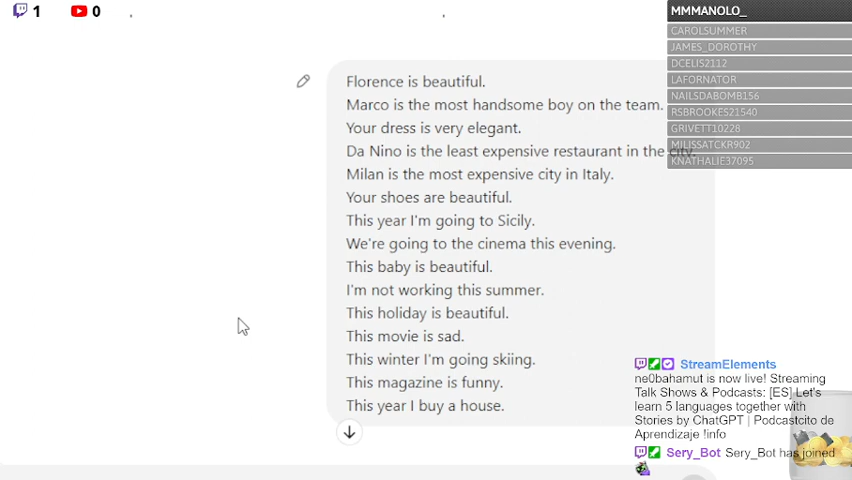 1
0
MMMANOLO_
CAROLSUMMER
JAMES_DOROTHY
DCELIS2112
LAFORNATOR
NAILSDABOMB156
RSBROOKES21540
GRIVETT10228
MILISSATCKR902
KNATHALIE37095
Florence is beautiful.
Marco is the most handsome boy on the team.
Your dress is very elegant.
Da Nino is the least expensive restaurant in the city.
Milan is the most expensive city in Italy.
Your shoes are beautiful.
This year I'm going to Sicily.
We're going to the cinema this evening.
This baby is beautiful.
I'm not working this summer.
This holiday is beautiful.
This movie is sad.
This winter I'm going skiing.
This magazine is funny.
This year I buy a house.
StreamElements
ne0bahamut is now live! Streaming
Talk Shows & Podcasts: [ES] Let's
learn 5 languages together with
Stories by ChatGPT | Podcastcito de
Aprendizaje !info
Sery_Bot Sery_Bot has joined